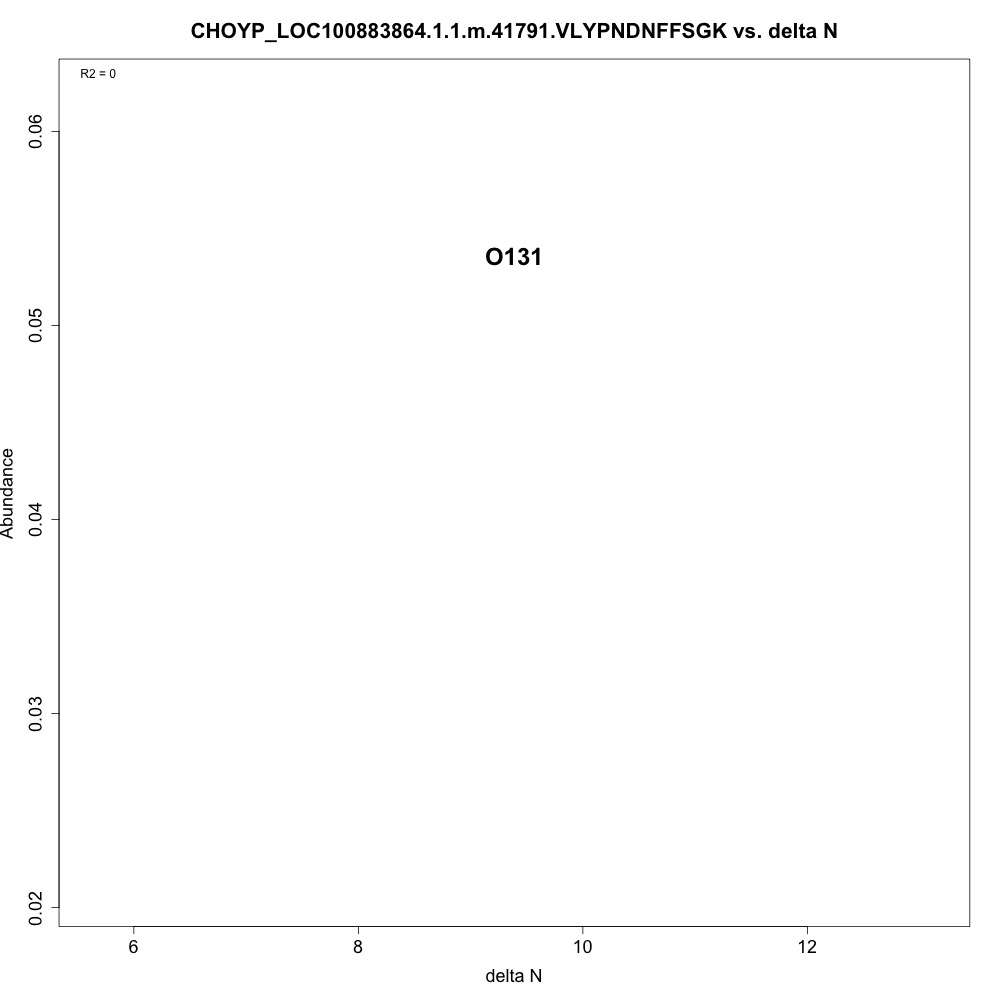 CHOYP_LOC100883864.1.1.m.41791.VLYPNDNFFSGK vs. delta N
R2 = 0
0.06
O131
0.05
Abundance
0.04
0.03
0.02
6 8 10 12
delta N